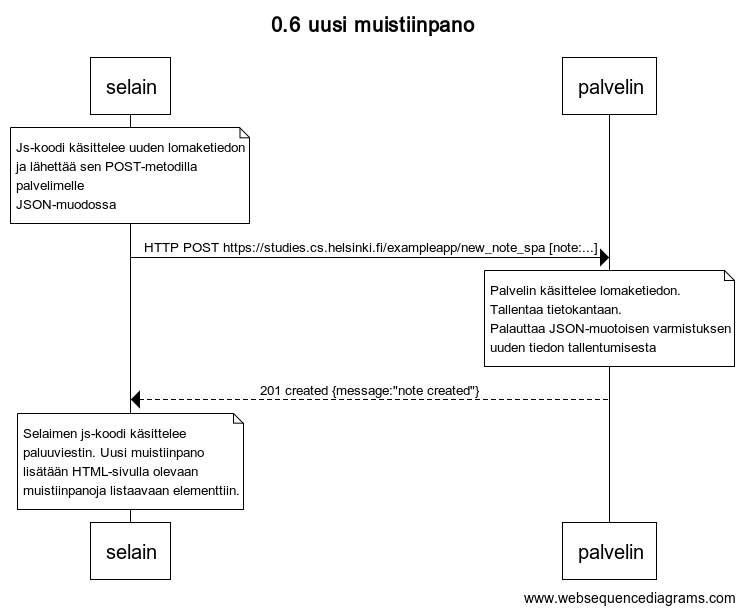 0.6 uusi muistiinpano
selain
palvelin
Js-koodi käsittelee uuden lomaketiedon
ja lähettää sen POST-metodilla
palvelimelle
JSON-muodossa
HTTP POST https://studies.cs.helsinki.fi/exampleapp/new_note_spa [note:...]
Palvelin käsittelee lomaketiedon.
Tallentaa tietokantaan.
Palauttaa JSON-muotoisen varmistuksen
uuden tiedon tallentumisesta
201 created {message:"note created"}
Selaimen js-koodi käsittelee
paluuviestin. Uusi muistiinpano
lisätään HTML-sivulla olevaan
muistiinpanoja listaavaan elementtiin.
selain
palvelin
www.websequencediagrams.com